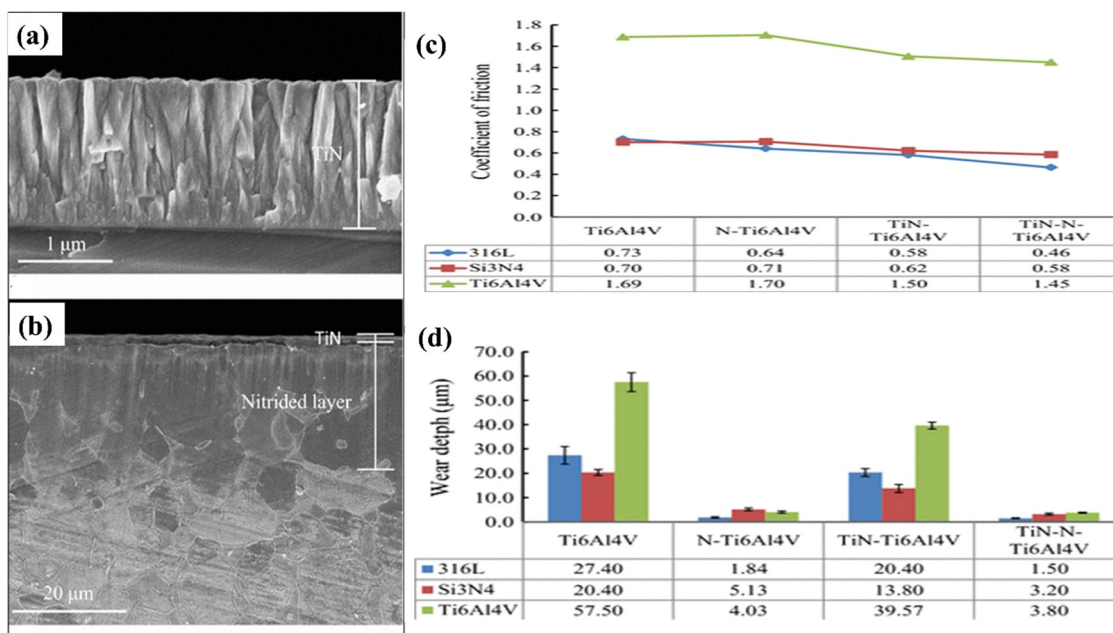 (a)
TiN
1 μm
(b)
TiN
Nitrided layer
20 μm
(c)
Coefficient of friction
1.8
1.6
1.4
1.2
1.0
0.8
0.6
0.4
0.2
0.0
Ti6Al4V N-Ti6Al4V TiN-Ti6Al4V TiN-N-Ti6Al4V
316L 0.73 0.64 0.58 0.46
Si3N4 0.70 0.71 0.62 0.58
Ti6Al4V 1.69 1.70 1.50 1.45
(d)
Wear detph (μm)
70.0
60.0
50.0
40.0
30.0
20.0
10.0
0.0
Ti6Al4V N-Ti6Al4V TiN-Ti6Al4V TiN-N-Ti6Al4V
316L 27.40 1.84 20.40 1.50
Si3N4 20.40 5.13 13.80 3.20
Ti6Al4V 57.50 4.03 39.57 3.80